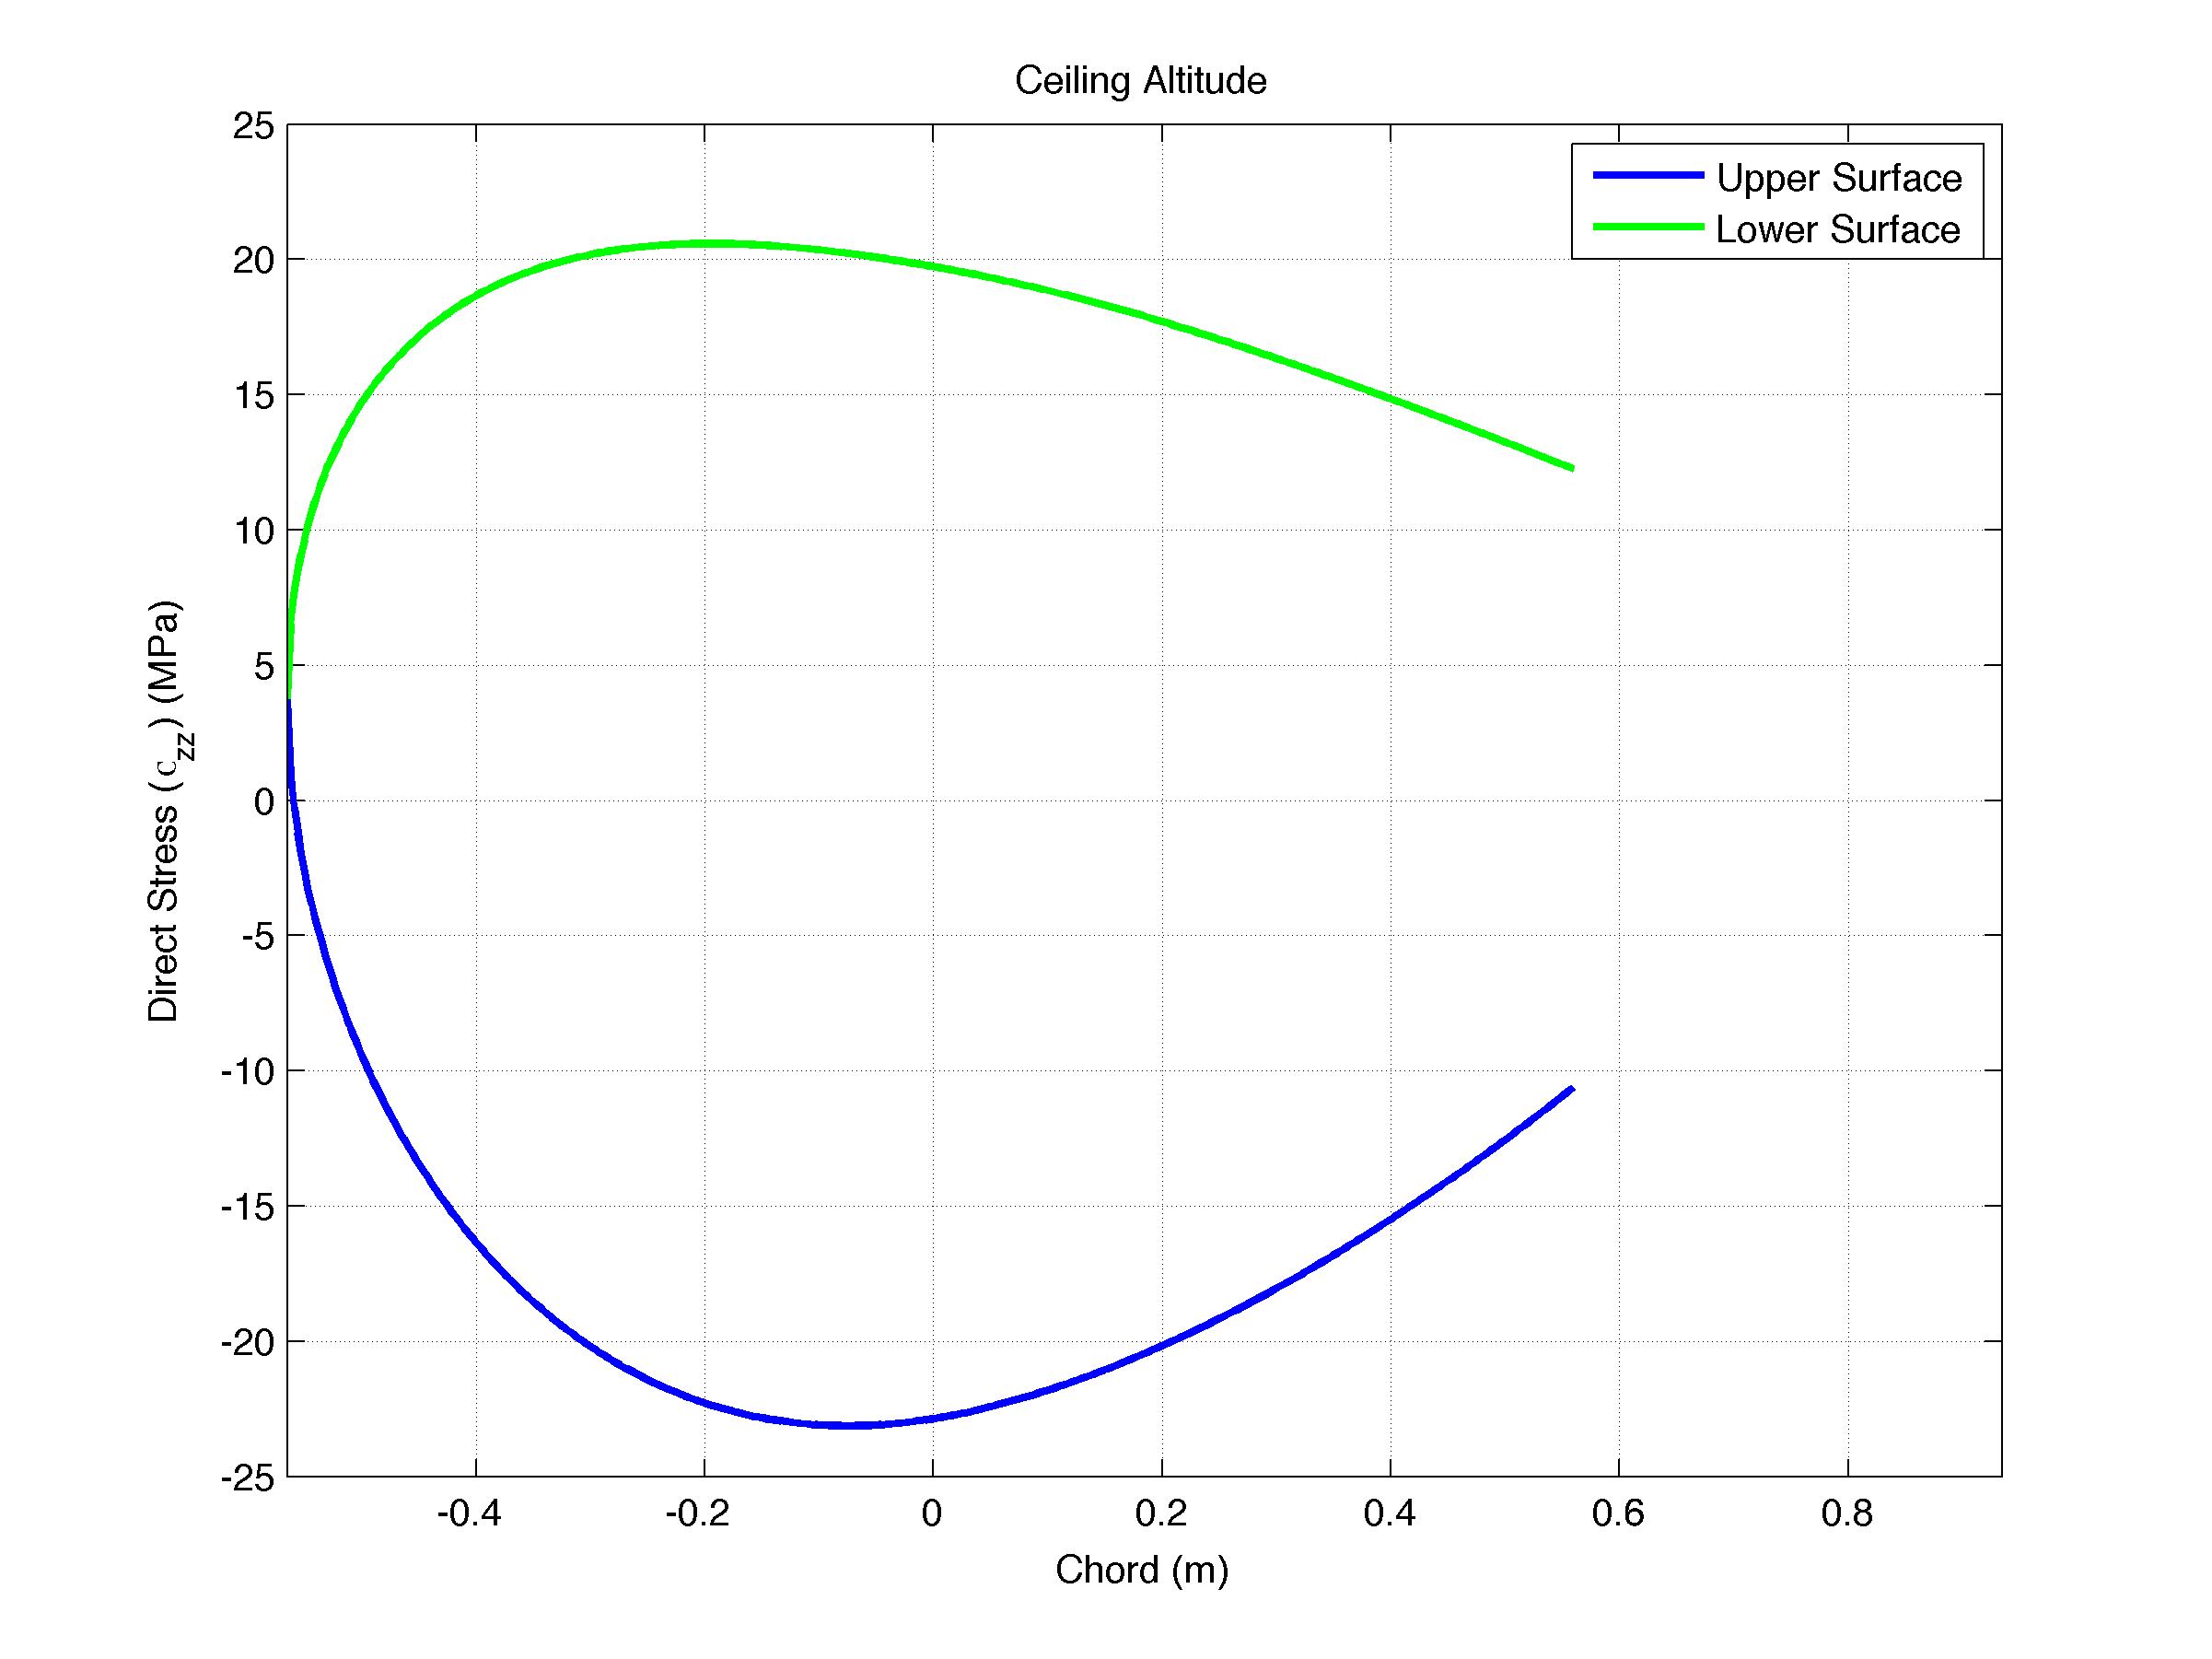 Ceiling Altitude
Upper Surface
Lower Surface
25
20
15
10
5
0
-5
-10
-15
-20
-25
Direct Stress (σzz) (MPa)
-0.4 -0.2 0 0.2 0.4 0.6 0.8
Chord (m)